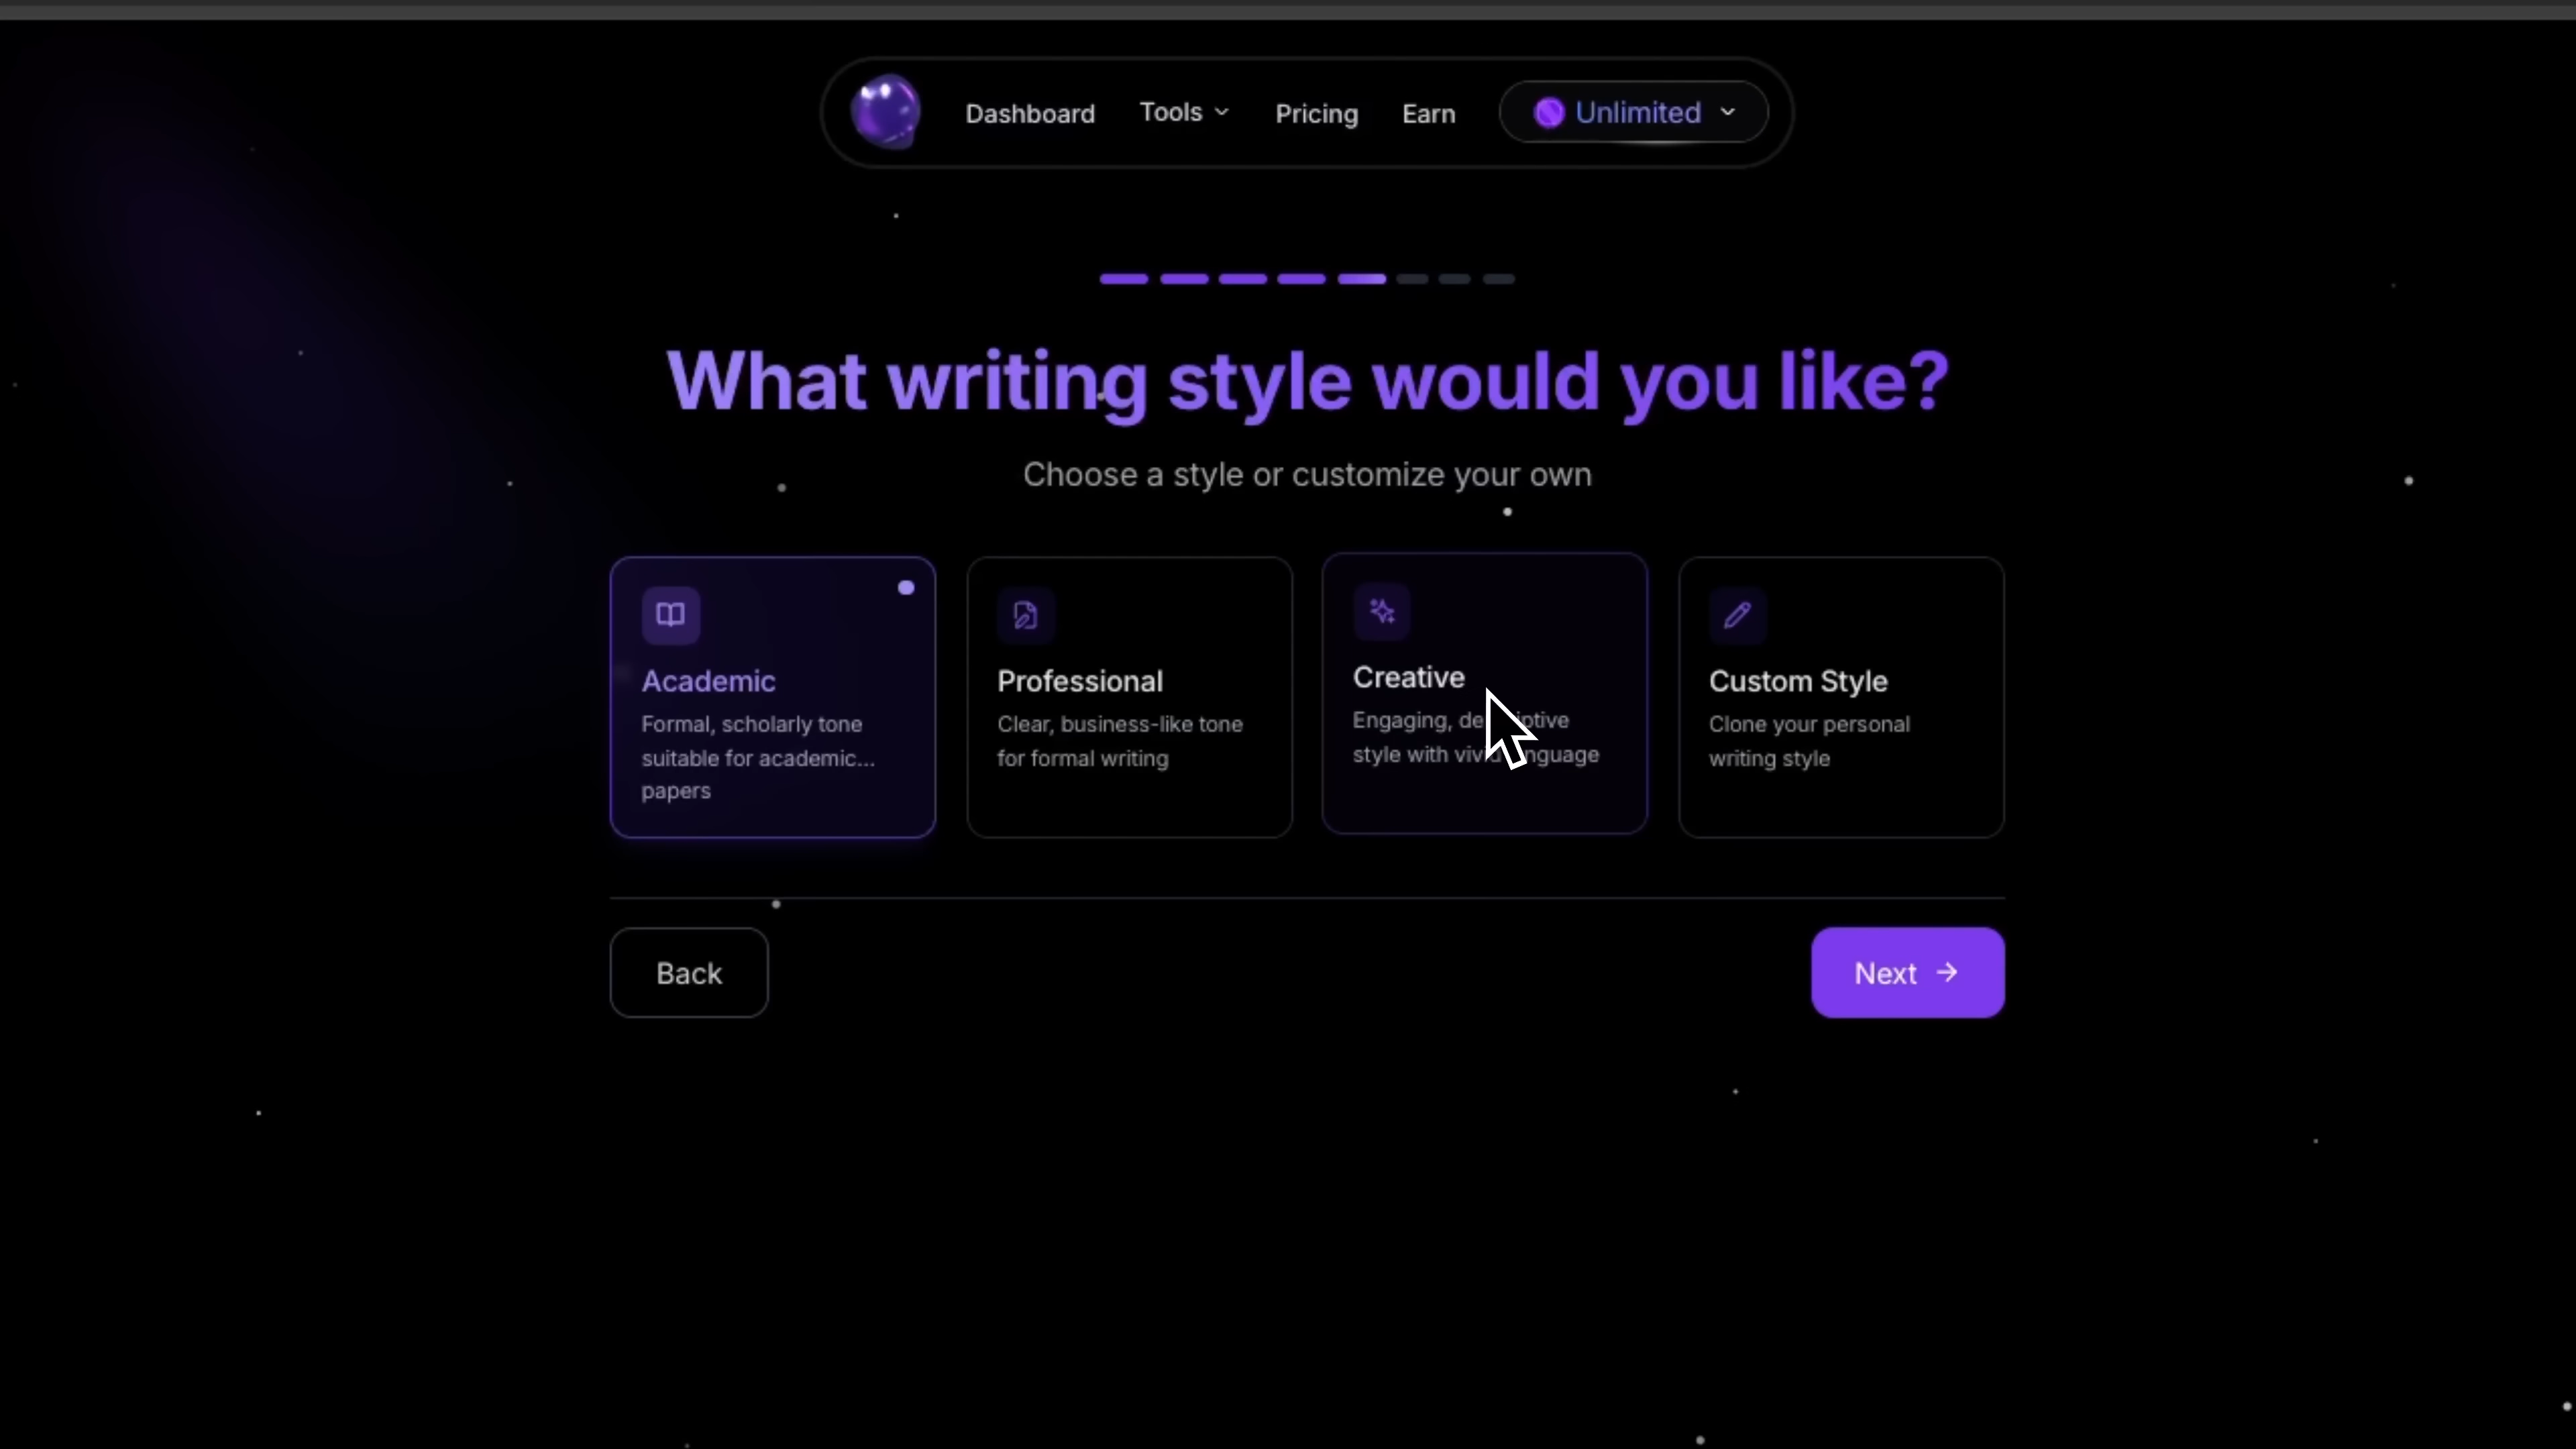 Dashboard Tools Pricing Earn Unlimited
What writing style would you like?
Choose a style or customize your own
Academic
Formal, scholarly tone
suitable for academic...
papers
Professional
Clear, business-like tone
for formal writing
Creative
Engaging,
style with
Custom Style
Clone your personal
writing style
Back
Next